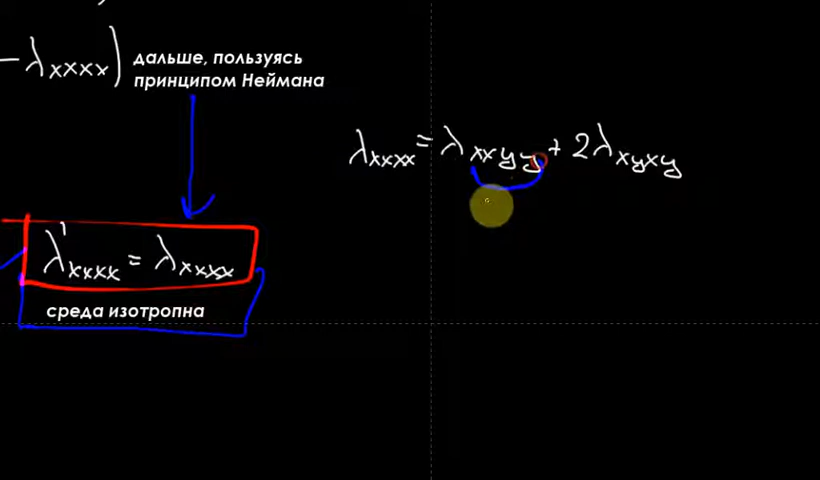 − λxxxx)
дальше, пользуясь
принципом Неймана
λxxxx = λxxyy + 2λxyxy
λ'xxxx = λxxxx
среда изотропна